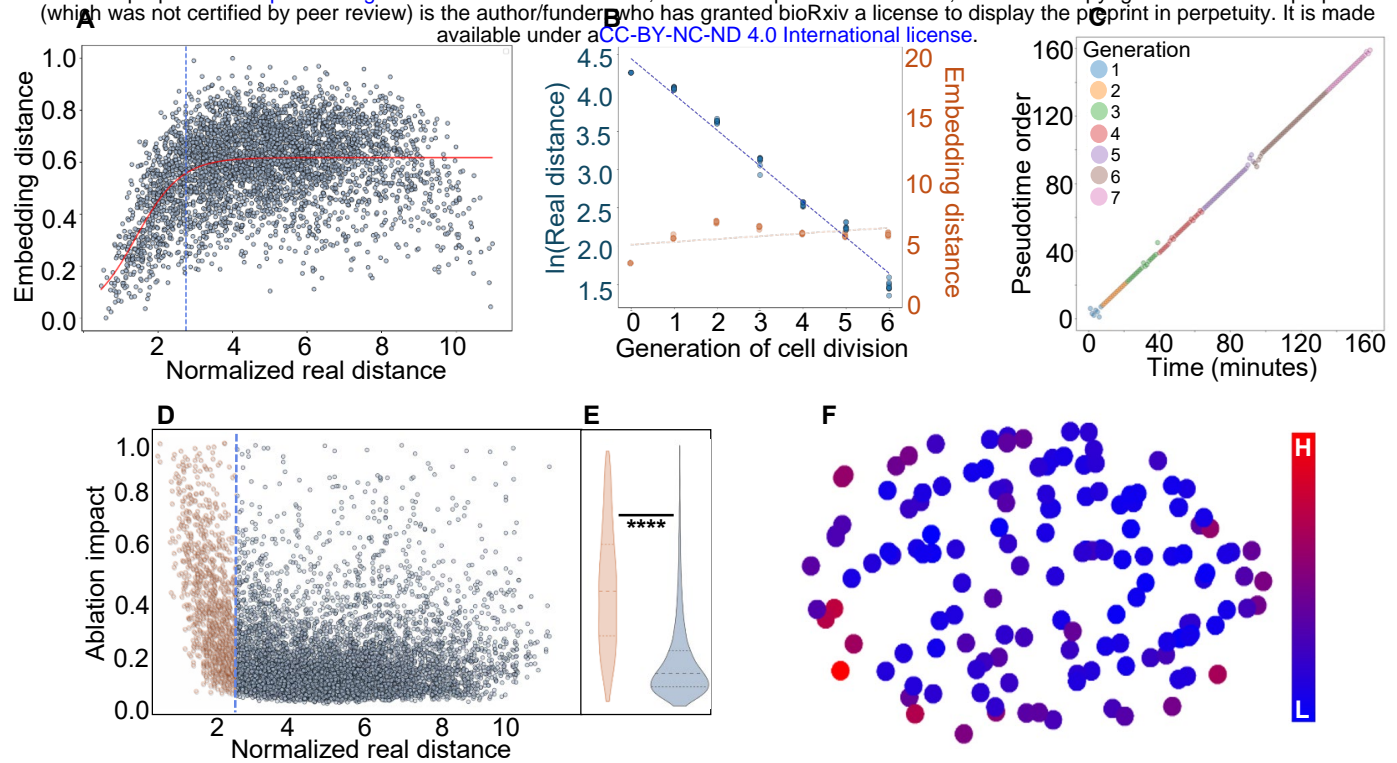 (which was not certified by peer review) is the author/funder, who has granted bioRxiv a license to display the preprint in perpetuity. It is made
available under aCC-BY-NC-ND 4.0 International license.
A
1.0
0.8
0.6
0.4
0.2
0.0
Embedding distance
2 4 6 8 10
Normalized real distance
B
4.5
4.0
3.5
3.0
2.5
2.0
1.5
ln(Real distance)
20
15
10
5
0
Embedding distance
0 1 2 3 4 5 6
Generation of cell division
C
Generation
1
2
3
4
5
6
7
160
120
80
40
0
Pseudotime order
0 40 80 120 160
Time (minutes)
D
1.0
0.8
0.6
0.4
0.2
0.0
Ablation impact
2 4 6 8 10
Normalized real distance
E
****
F
H
L